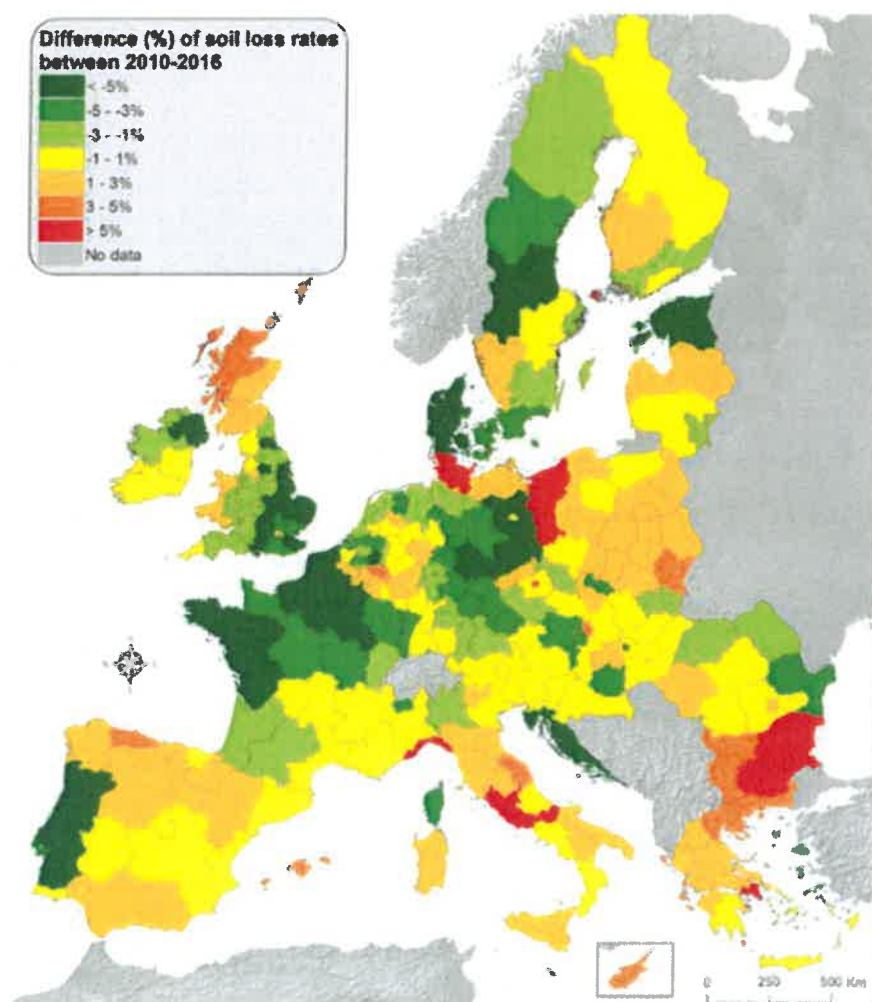 Difference (%) of soil loss rates
between 2010-2016
< -5%
-5 - -3%
-3 - -1%
-1 - 1%
1 - 3%
3 - 5%
> 5%
No data
0 250 500 Km